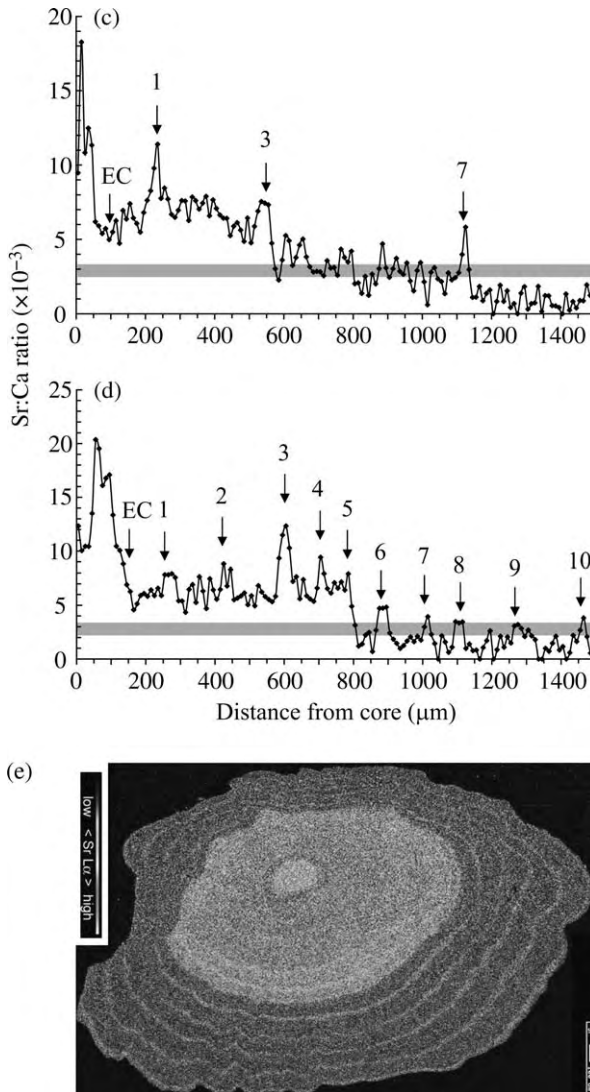 (c)
20
15
10
5
0
EC
1
3
7
0 200 400 600 800 1000 1200 1400
Sr:Ca ratio (×10⁻³)
(d)
25
20
15
10
5
0
EC 1
2
3
4
5
6
7
8
9
10
0 200 400 600 800 1000 1200 1400
Distance from core (μm)
(e)
low < Sr Lα > high